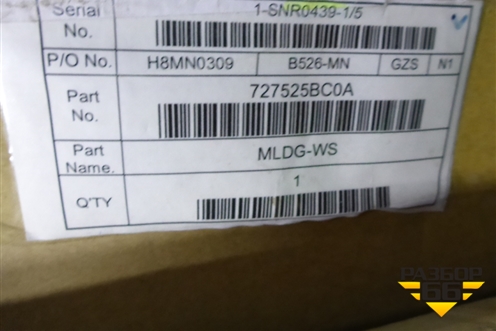 Serial No. 1-SNR0439-1/5
P/O No. H8MN0309 B526-MN GZS N1
Part No. 727525BC0A
Part Name. MLDG-WS
Q'TY 1
РАЗБОР
66